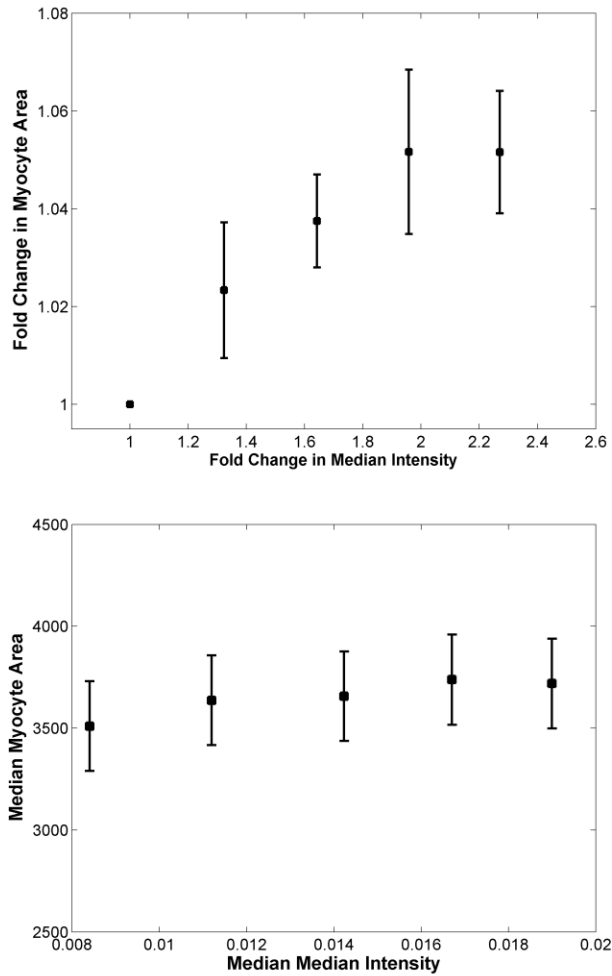 1.08
1.06
1.04
1.02
1
Fold Change in Myocyte Area
1 1.2 1.4 1.6 1.8 2 2.2 2.4 2.6
Fold Change in Median Intensity
4500
4000
3500
3000
2500
Median Myocyte Area
0.008 0.01 0.012 0.014 0.016 0.018 0.02
Median Median Intensity